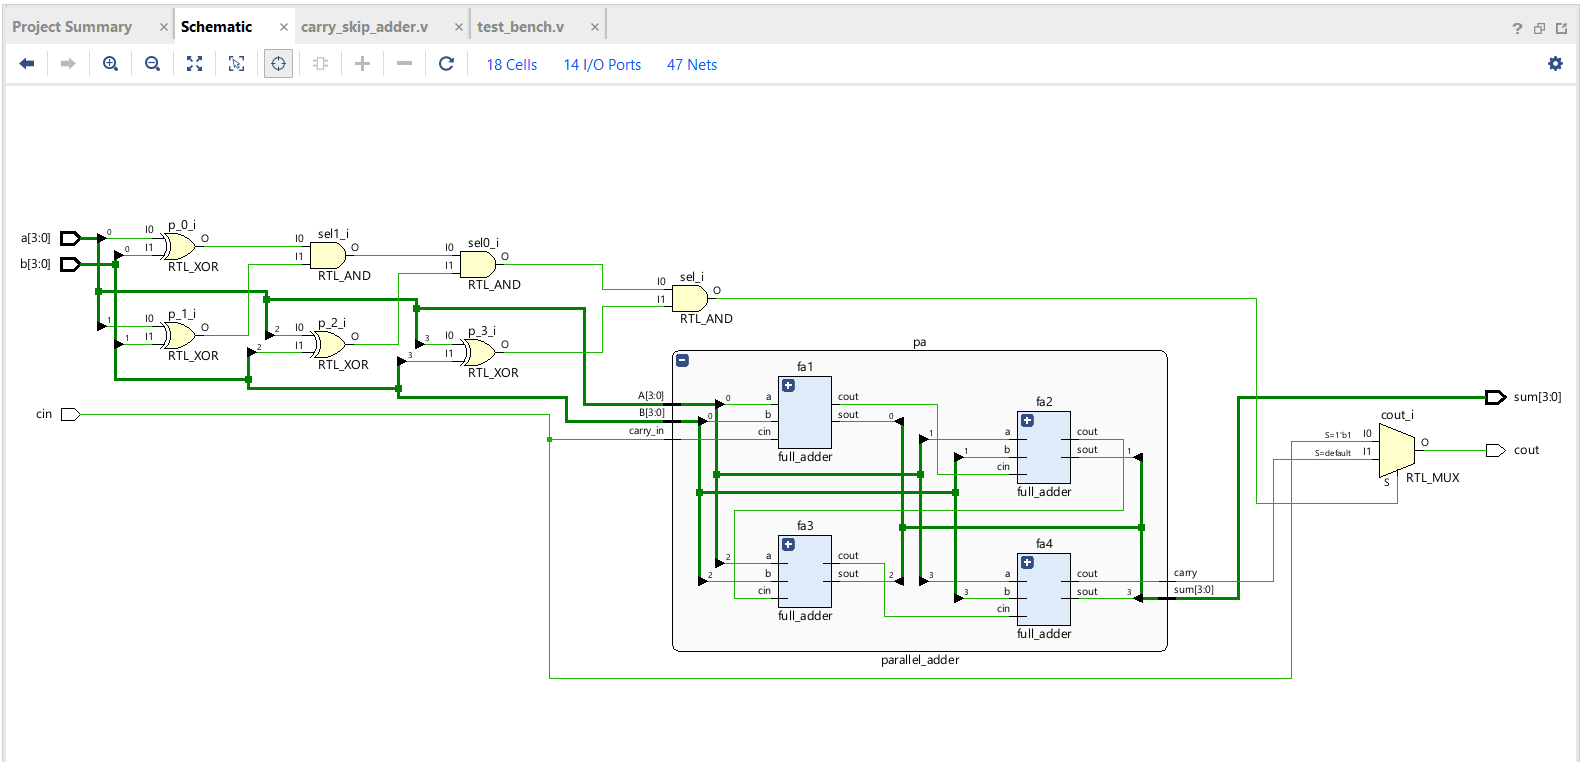 Project Summary × Schematic × carry_skip_adder.v × test_bench.v ×
18 Cells 14 I/O Ports 47 Nets
a[3:0] 0 I0 p_0_i O
b[3:0] 0 I1 RTL_XOR
I0 sel1_i O
I1 RTL_AND
I0 sel0_i O
I1 RTL_AND
I0 sel_i O
I1 RTL_AND
1 I0 p_1_i O
1 I1 RTL_XOR
2 I0 p_2_i O
2 I1 RTL_XOR
3 I0 p_3_i O
3 I1 RTL_XOR
cin
pa
A[3:0]
B[3:0]
carry_in
fa1
0 a cout
0 b sout 0
cin
full_adder
fa2
1 a cout
1 b sout 1
cin
full_adder
fa3
2 a cout
2 b sout 2
cin
full_adder
fa4
3 a cout
3 b sout 3
cin
full_adder
carry
sum[3:0]
parallel_adder
sum[3:0]
cout_i
S=1'b1 I0 O
S=default I1
S RTL_MUX
cout